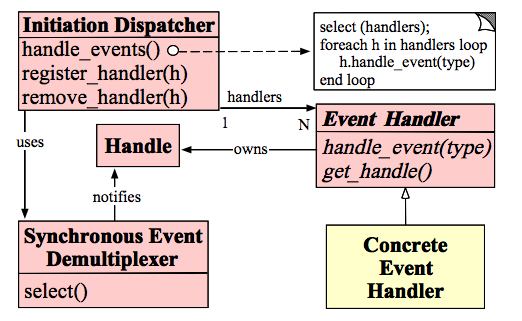 Initiation Dispatcher
handle_events()
register_handler(h)
remove_handler(h)
select (handlers);
foreach h in handlers loop
h.handle_event(type)
end loop
handlers
1
N
uses
Handle
owns
Event Handler
handle_event(type)
get_handle()
notifies
Synchronous Event
Demultiplexer
select()
Concrete
Event
Handler